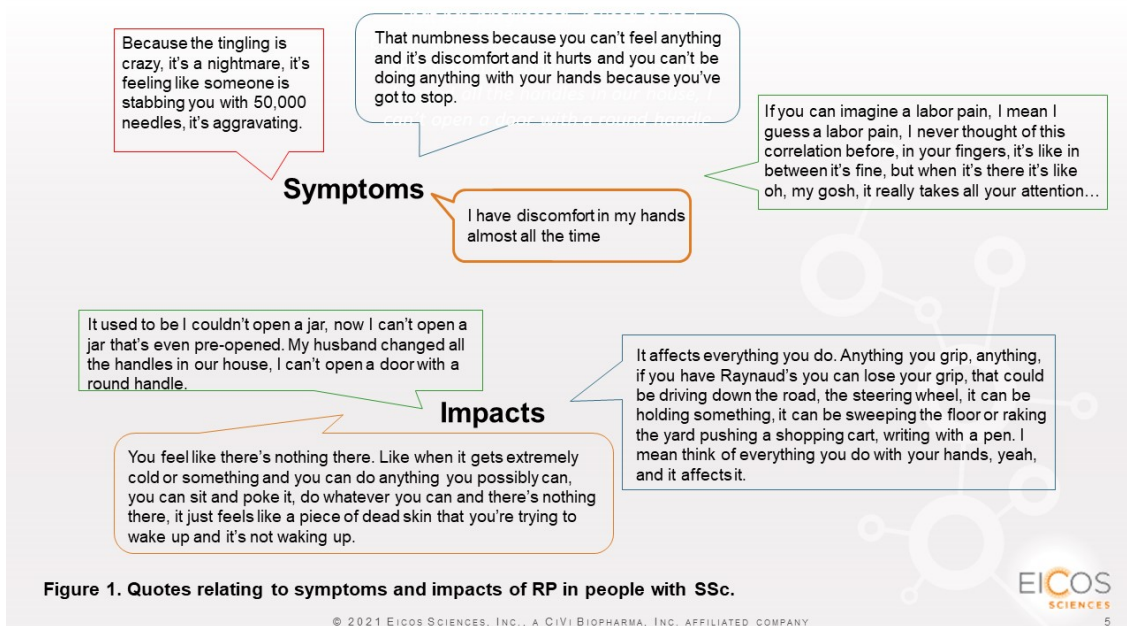 Because the tingling is
crazy, it's a nightmare, it's
feeling like someone is
stabbing you with 50,000
needles, it's aggravating.
That numbness because you can't feel anything
and it's discomfort and it hurts and you can't be
doing anything with your hands because you've
got to stop.
can't open a door with a round handle
If you can imagine a labor pain, I mean I
guess a labor pain, I never thought of this
correlation before, in your fingers, it's like in
between it's fine, but when it's there it's like
oh, my gosh, it really takes all your attention…
Symptoms
I have discomfort in my hands
almost all the time
It used to be I couldn't open a jar, now I can't open a
jar that's even pre-opened. My husband changed all
the handles in our house, I can't open a door with a
round handle.
It affects everything you do. Anything you grip, anything,
if you have Raynaud's you can lose your grip, that could
be driving down the road, the steering wheel, it can be
holding something, it can be sweeping the floor or raking
the yard pushing a shopping cart, writing with a pen. I
mean think of everything you do with your hands, yeah,
and it affects it.
Impacts
You feel like there's nothing there. Like when it gets extremely
cold or something and you can do anything you possibly can,
you can sit and poke it, do whatever you can and there's nothing
there, it just feels like a piece of dead skin that you're trying to
wake up and it's not waking up.
Figure 1. Quotes relating to symptoms and impacts of RP in people with SSc.
EICOS
SCIENCES
© 2021 EICOS SCIENCES, INC., A CIVI BIOPHARMA, INC. AFFILIATED COMPANY
5